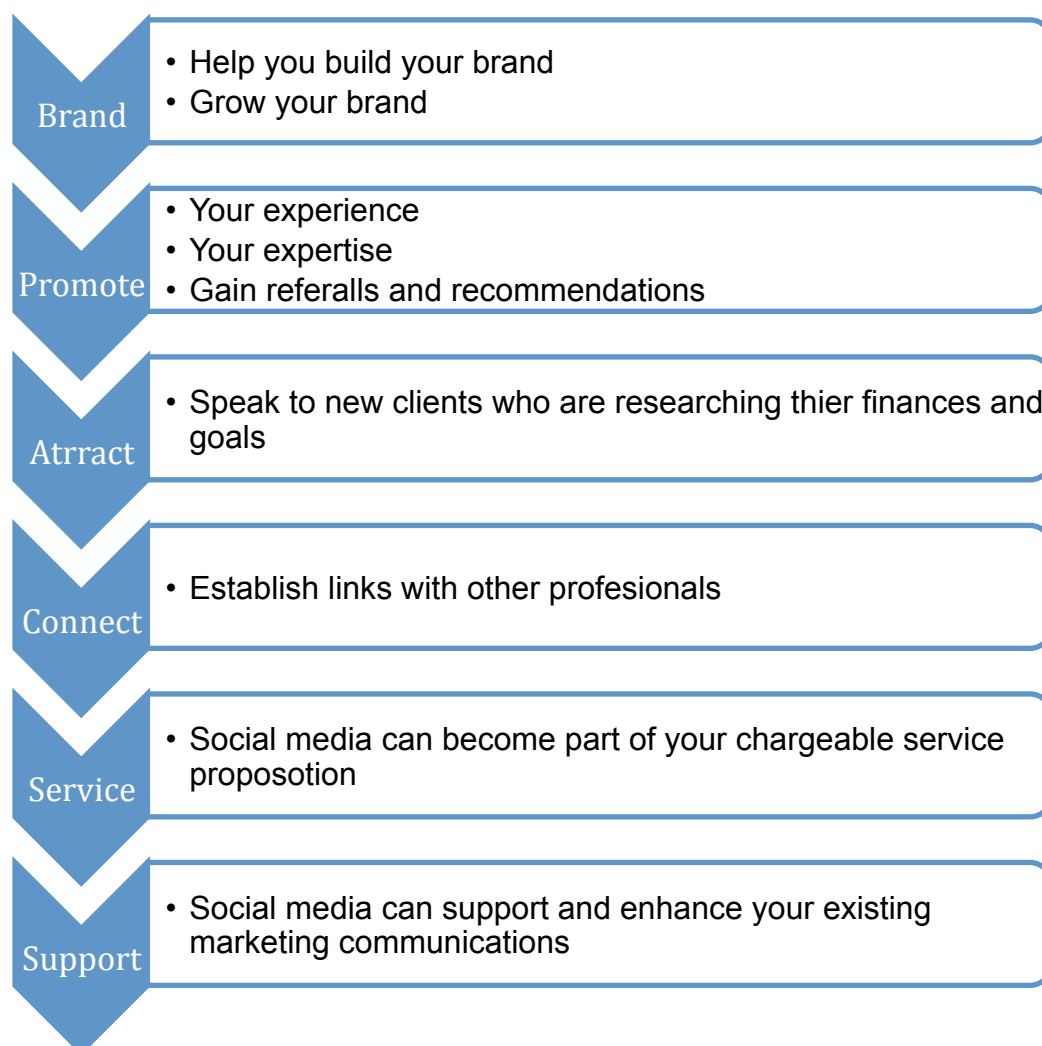 Brand
• Help you build your brand
• Grow your brand
Promote
• Your experience
• Your expertise
• Gain referalls and recommendations
Atrract
• Speak to new clients who are researching thier finances and
goals
Connect
• Establish links with other profesionals
Service
• Social media can become part of your chargeable service
proposotion
Support
• Social media can support and enhance your existing
marketing communications